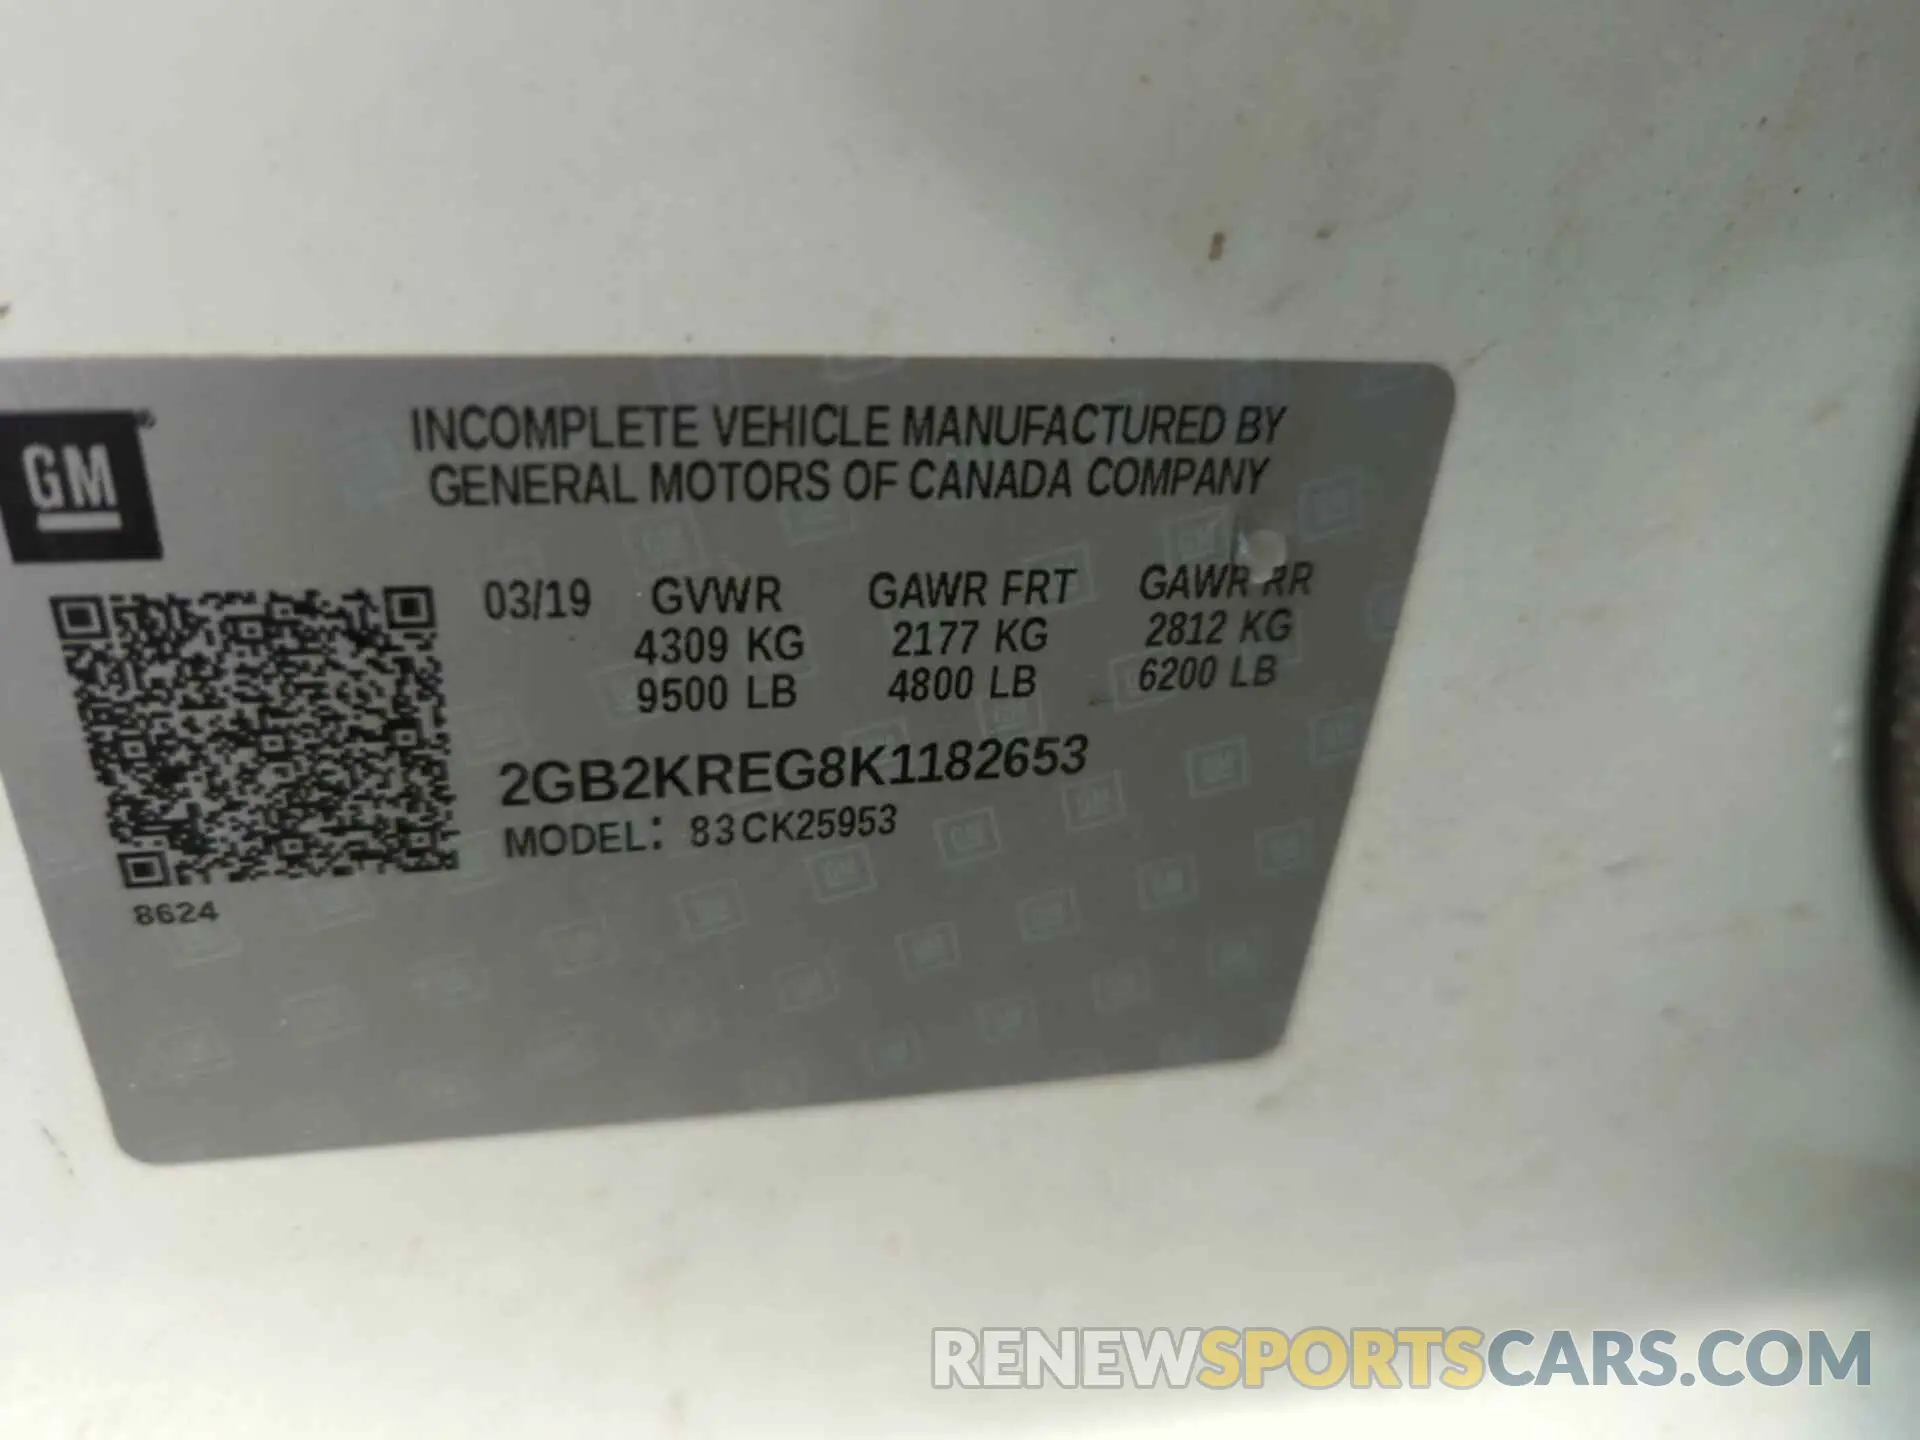 INCOMPLETE VEHICLE MANUFACTURED BY
GENERAL MOTORS OF CANADA COMPANY
GM
03/19 GVWR GAWR FRT GAWR RR
4309 KG 2177 KG 2812 KG
9500 LB 4800 LB 6200 LB
2GB2KREG8K1182653
MODEL: 83CK25953
8624
RENEWSPORTSCARS.COM